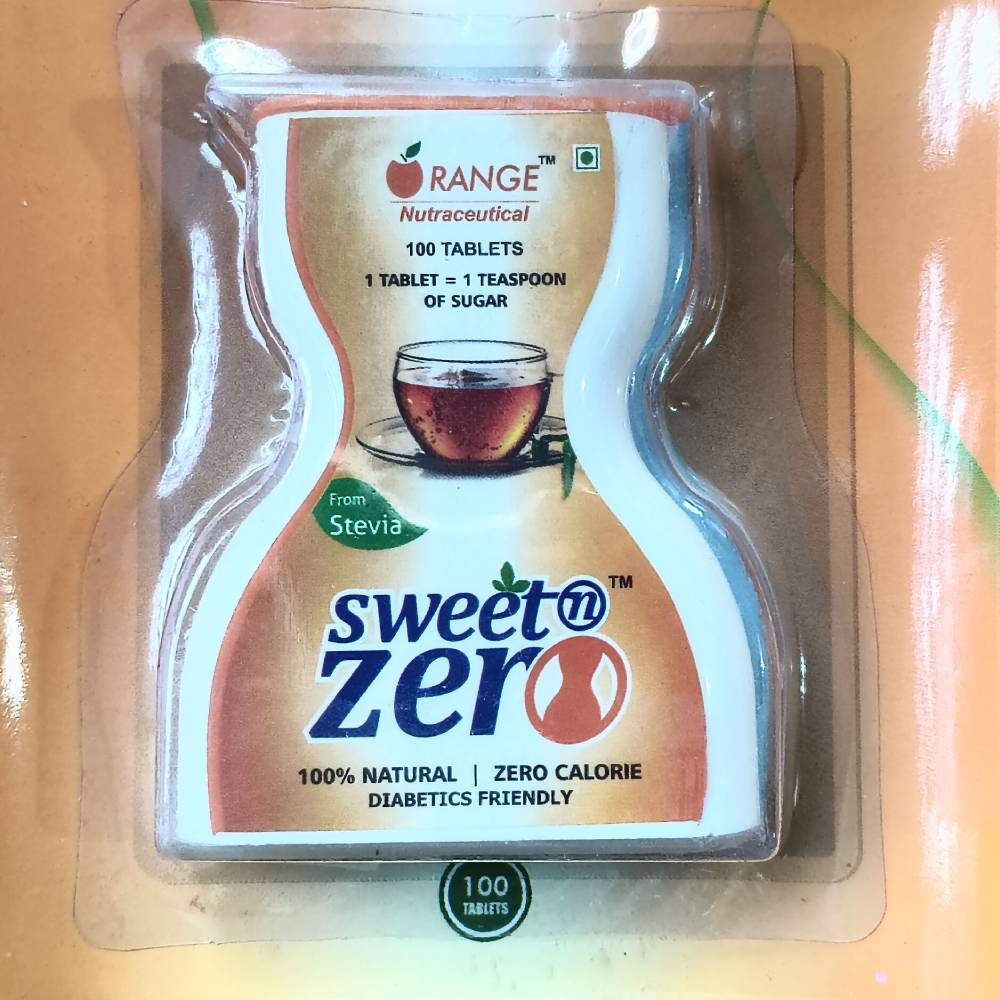 ORANGE™
Nutraceutical
100 TABLETS
1 TABLET = 1 TEASPOON
OF SUGAR
From
Stevia
sweet n™
zero
100% NATURAL | ZERO CALORIE
DIABETICS FRIENDLY
100
TABLETS